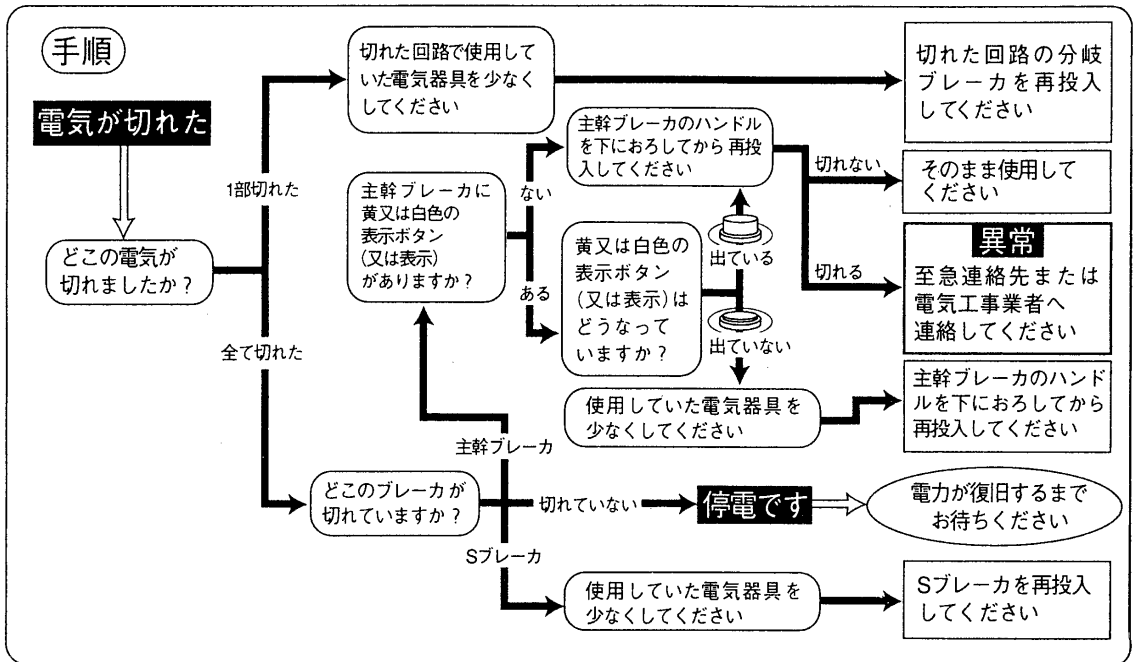 手順
電気が切れた
どこの電気が
切れましたか？
1部切れた
切れた回路で使用して
いた電気器具を少なく
してください
切れた回路の分岐
ブレーカを再投入
してください
全て切れた
どこのブレーカが
切れていますか？
主幹ブレーカ
主幹ブレーカに
黄又は白色の
表示ボタン
(又は表示)
がありますか？
ない
主幹ブレーカのハンドル
を下におろしてから再投
入してください
切れない
そのまま使用して
ください
切れる
異常
至急連絡先または
電気工事業者へ
連絡してください
ある
黄又は白色の
表示ボタン
(又は表示)は
どうなって
いますか？
出ている
出ていない
使用していた電気器具を
少なくしてください
主幹ブレーカのハンド
ルを下におろしてから
再投入してください
切れていない
停電です
電力が復旧するまで
お待ちください
Sブレーカ
使用していた電気器具を
少なくしてください
Sブレーカを再投入
してください